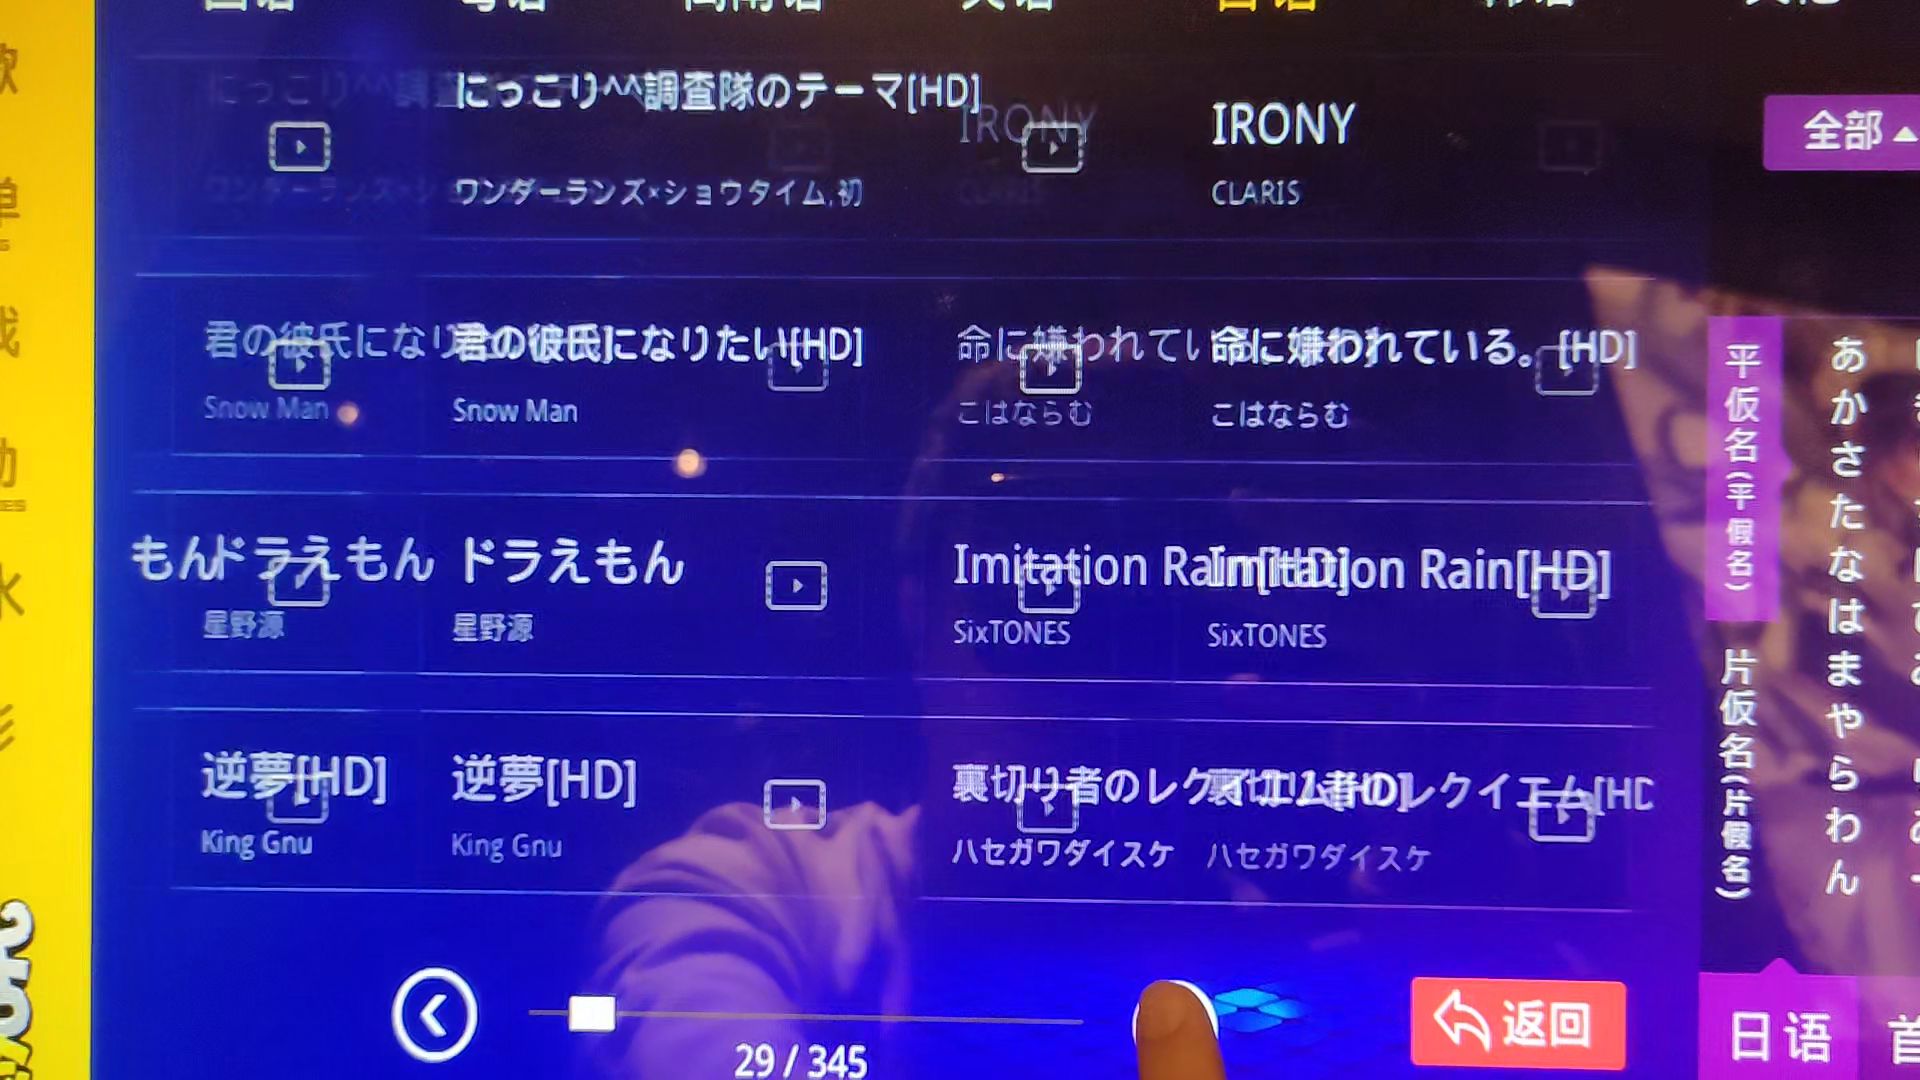 日语
全部
にっこり^^調査隊のテーマ[HD]
ワンダーランズ×ショウタイム,初
IRONY
CLARIS
君の彼氏になりたい[HD]
Snow Man
命に嫌われている。[HD]
こはならむ
ドラえもん
星野源
Imitation Rain[HD]
SixTONES
逆夢[HD]
King Gnu
裏切り者のレクイエム[HD]
ハセガワダイスケ
平仮名(平假名)
片仮名(片假名)
あかさたなはまやらわん
29 / 345
返回
日语